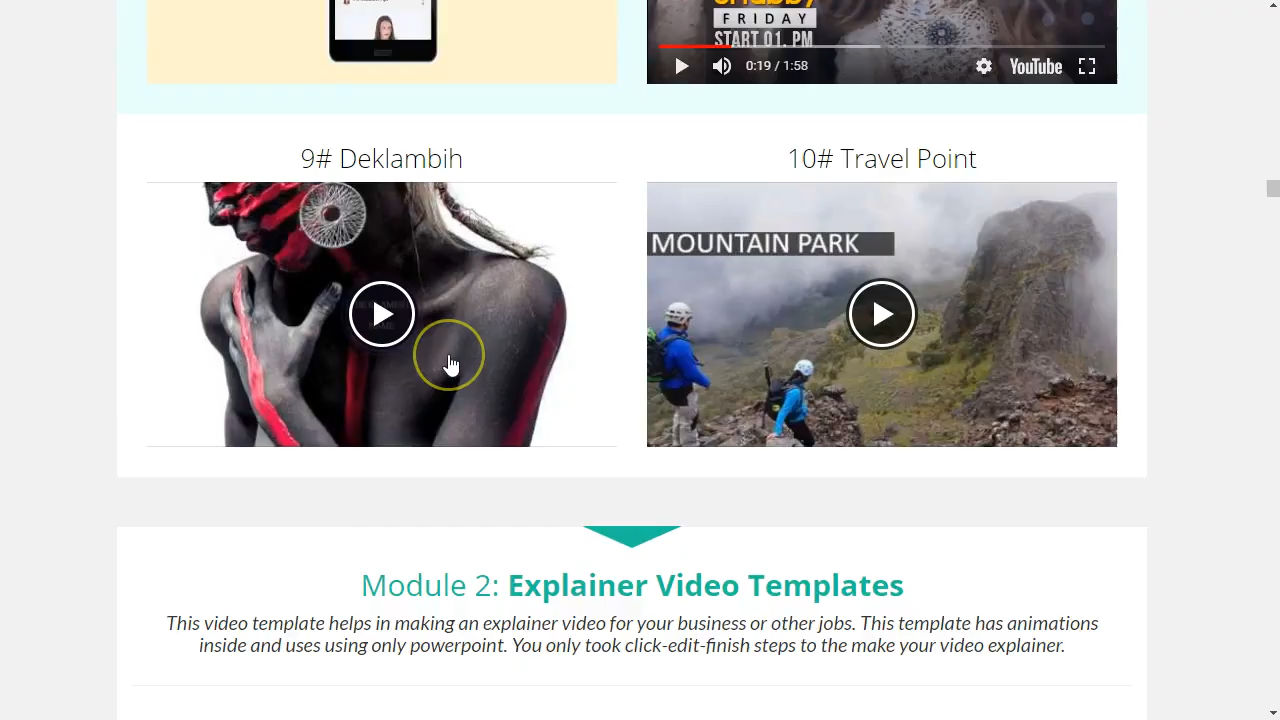 FRIDAY
START 01. PM
0:19 / 1:58
YouTube
9# Deklambih
10# Travel Point
MOUNTAIN PARK
Module 2: Explainer Video Templates
This video template helps in making an explainer video for your business or other jobs. This template has animations
inside and uses using only powerpoint. You only took click-edit-finish steps to the make your video explainer.